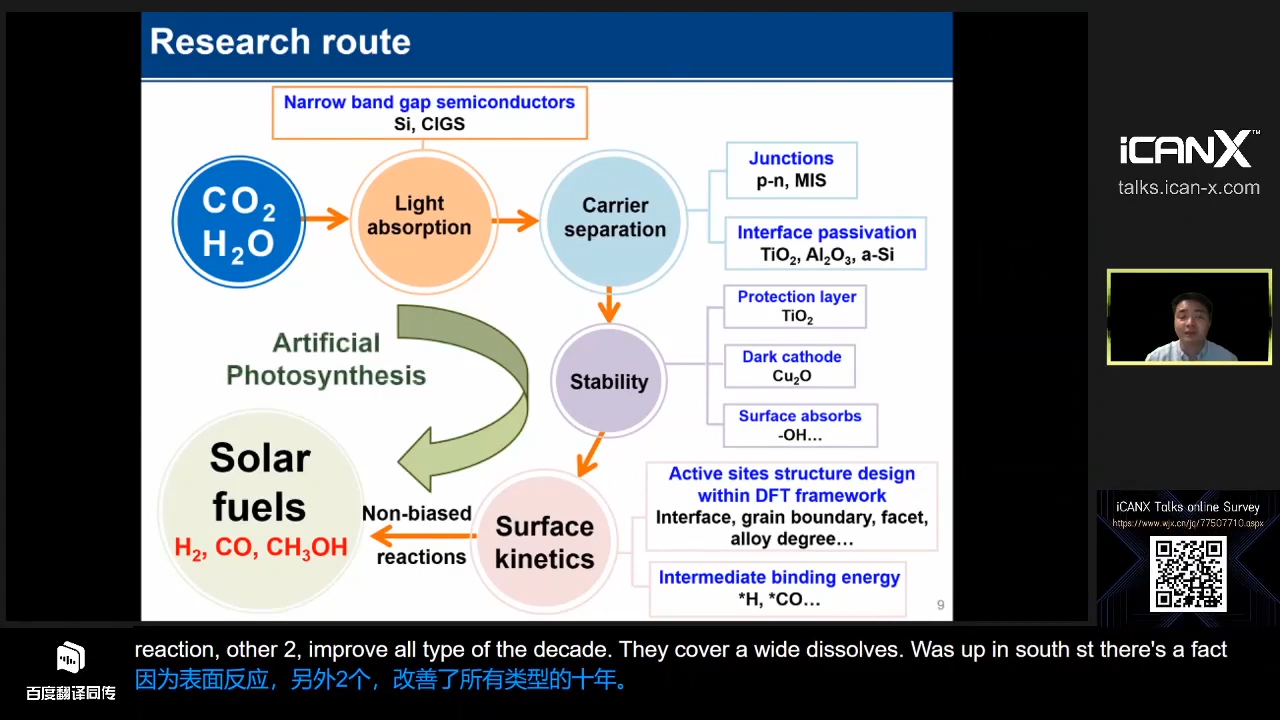 Research route
Narrow band gap semiconductors
Si, CIGS
CO2
H2O
Light
absorption
Carrier
separation
Junctions
p-n, MIS
Interface passivation
TiO2, Al2O3, a-Si
Protection layer
TiO2
Dark cathode
Cu2O
Surface absorbs
-OH…
Stability
Artificial
Photosynthesis
Solar
fuels
H2, CO, CH3OH
Non-biased
reactions
Surface
kinetics
Active sites structure design
within DFT framework
Interface, grain boundary, facet,
alloy degree…
Intermediate binding energy
*H, *CO…
9
iCANX™
talks.ican-x.com
iCANX Talks online Survey
https://www.wjx.cn/jq/77507710.aspx
百度翻译同传
reaction, other 2, improve all type of the decade. They cover a wide dissolves. Was up in south st there's a fact
因为表面反应，另外2个，改善了所有类型的十年。